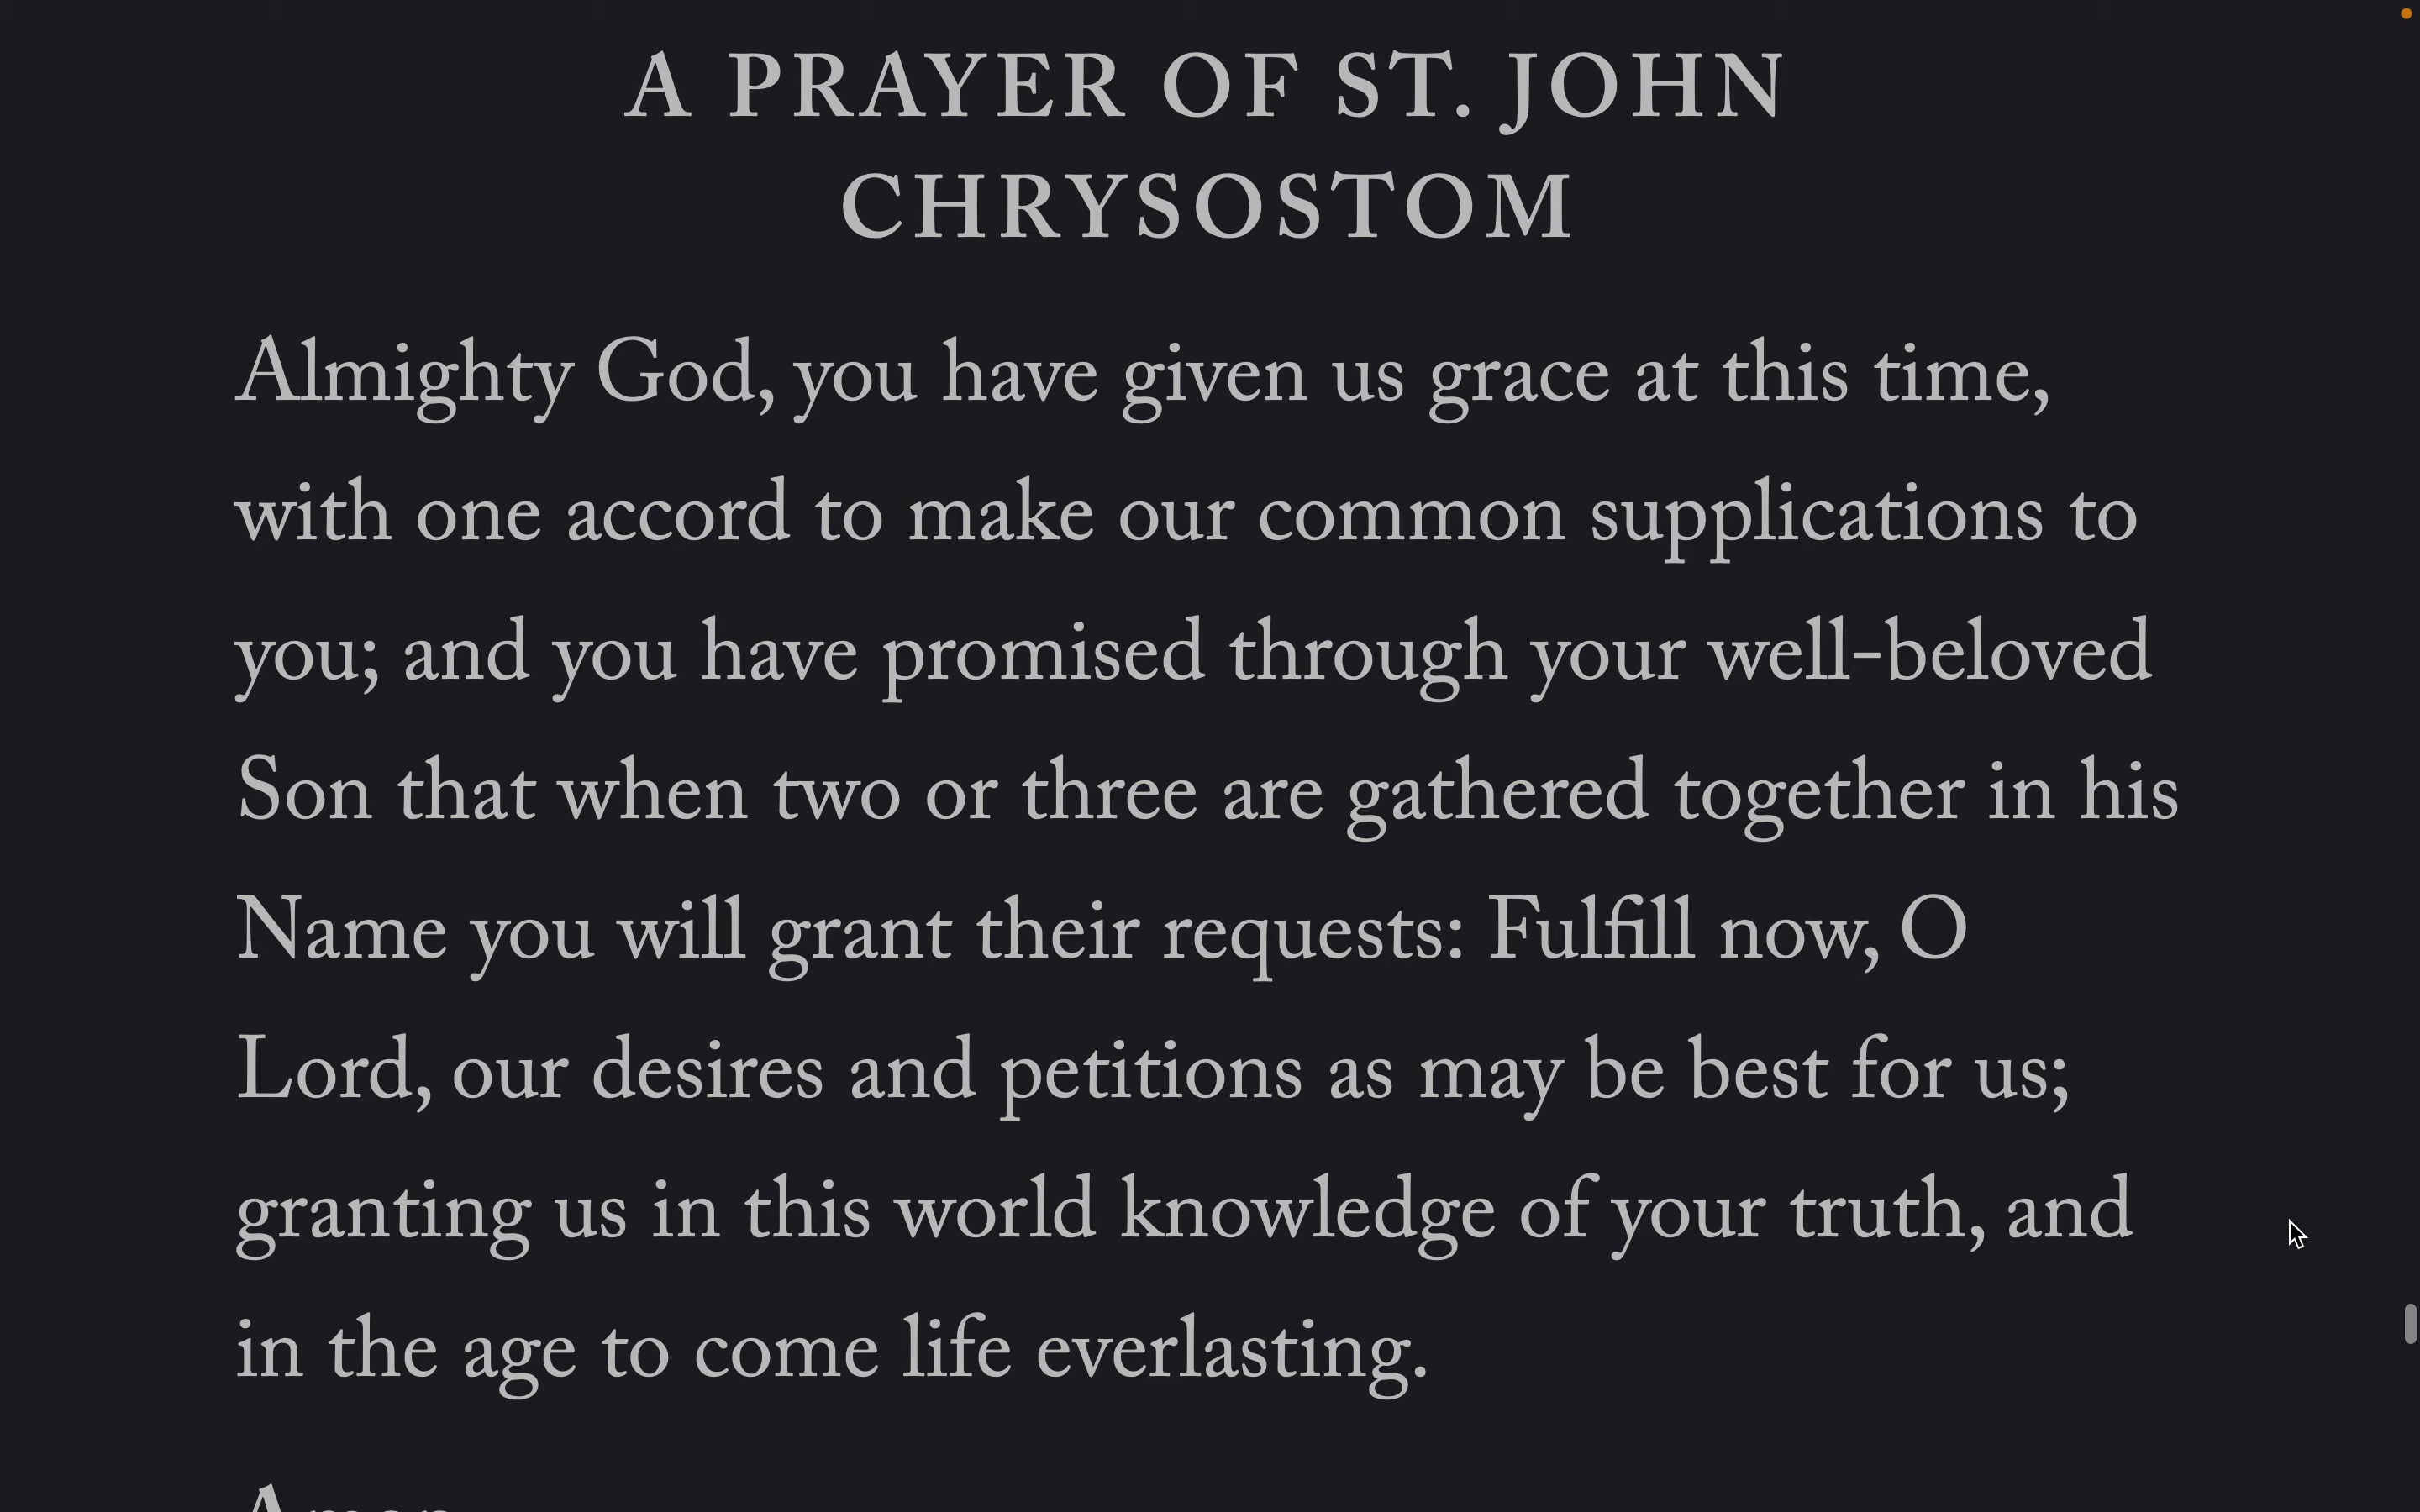 A PRAYER OF ST. JOHN
CHRYSOSTOM
Almighty God, you have given us grace at this time,
with one accord to make our common supplications to
you; and you have promised through your well-beloved
Son that when two or three are gathered together in his
Name you will grant their requests: Fulfill now, O
Lord, our desires and petitions as may be best for us;
granting us in this world knowledge of your truth, and
in the age to come life everlasting.